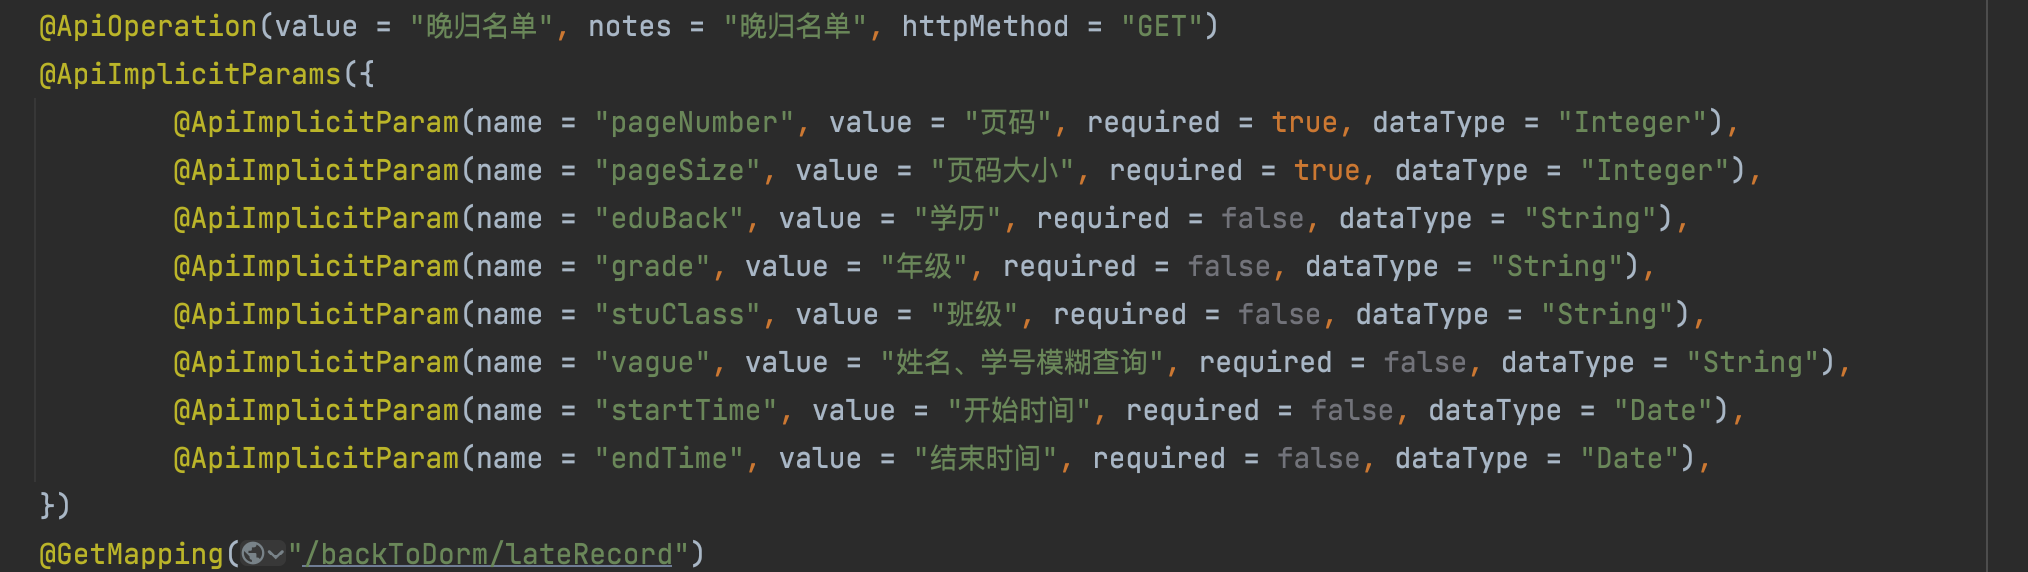 @ApiOperation(value = "晚归名单", notes = "晚归名单", httpMethod = "GET")
@ApiImplicitParams({
@ApiImplicitParam(name = "pageNumber", value = "页码", required = true, dataType = "Integer"),
@ApiImplicitParam(name = "pageSize", value = "页码大小", required = true, dataType = "Integer"),
@ApiImplicitParam(name = "eduBack", value = "学历", required = false, dataType = "String"),
@ApiImplicitParam(name = "grade", value = "年级", required = false, dataType = "String"),
@ApiImplicitParam(name = "stuClass", value = "班级", required = false, dataType = "String"),
@ApiImplicitParam(name = "vague", value = "姓名、学号模糊查询", required = false, dataType = "String"),
@ApiImplicitParam(name = "startTime", value = "开始时间", required = false, dataType = "Date"),
@ApiImplicitParam(name = "endTime", value = "结束时间", required = false, dataType = "Date"),
})
@GetMapping("/backToDorm/lateRecord")